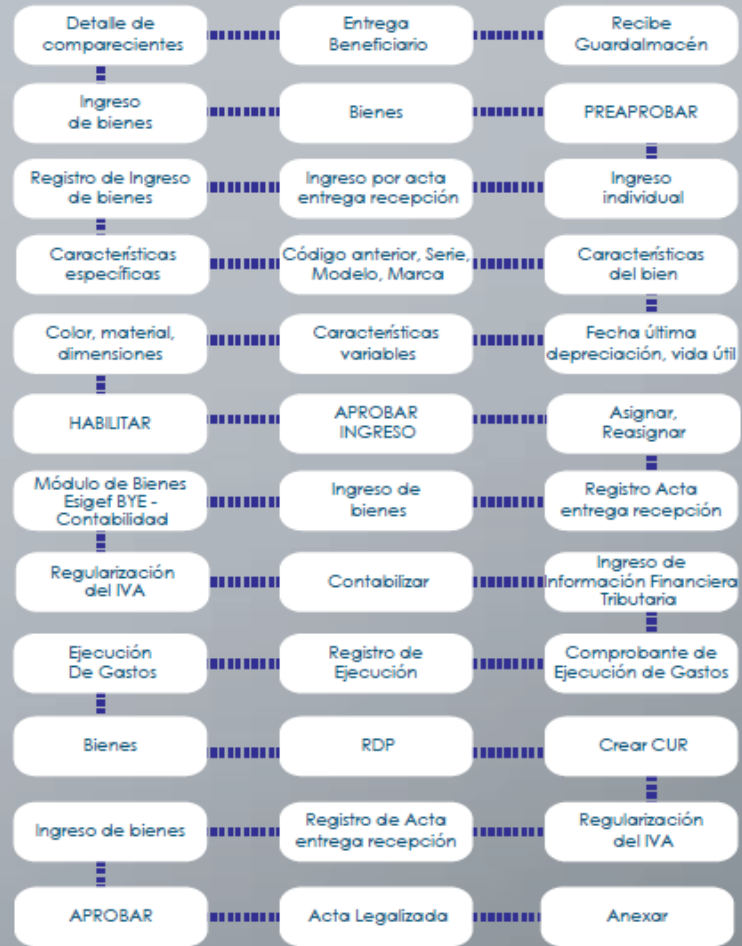 Detalle de
comparecientes
Entrega
Beneficiario
Recibe
Guardalmacén
Ingreso
de bienes
Bienes
PREAPROBAR
Registro de Ingreso
de bienes
Ingreso por acta
entrega recepción
Ingreso
individual
Características
específicas
Código anterior, Serie,
Modelo, Marca
Características
del bien
Color, material,
dimensiones
Características
variables
Fecha última
depreciación, vida útil
HABILITAR
APROBAR
INGRESO
Asignar,
Reasignar
Módulo de Bienes
Esigef BYE -
Contabilidad
Ingreso de
bienes
Registro Acta
entrega recepción
Regularización
del IVA
Contabilizar
Ingreso de
Información Financiera
Tributaria
Ejecución
De Gastos
Registro de
Ejecución
Comprobante de
Ejecución de Gastos
Bienes
RDP
Crear CUR
Ingreso de bienes
Registro de Acta
entrega recepción
Regularización
del IVA
APROBAR
Acta Legalizada
Anexar